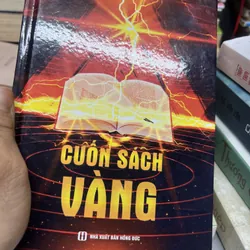 CUỐN SÁCH
VÀNG
NHÀ XUẤT BẢN HỒNG ĐỨC